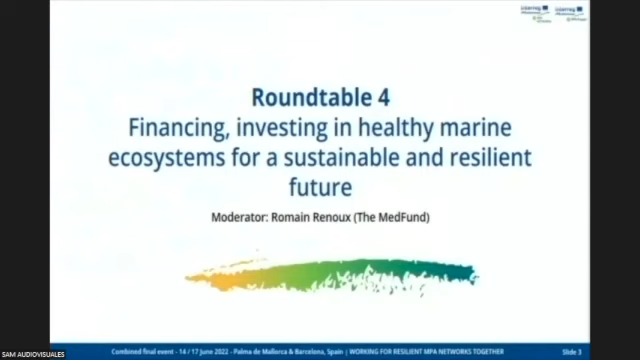 Interreg
Interreg
Roundtable 4
Financing, investing in healthy marine
ecosystems for a sustainable and resilient
future
Moderator: Romain Renoux (The MedFund)
SAM AUDIOVISUALES
Combined final event - 14 / 17 June 2022 - Palma de Mallorca & Barcelona, Spain | WORKING FOR RESILIENT MPA NETWORKS TOGETHER
Slide 3